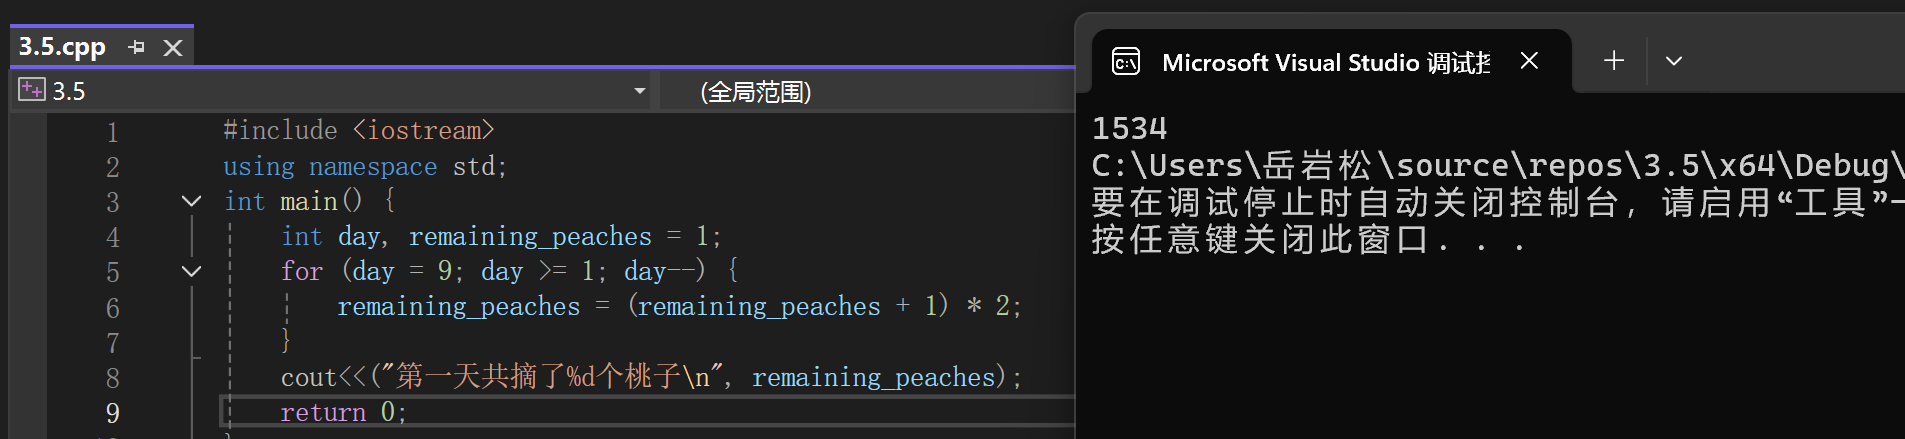 3.5.cpp
3.5
(全局范围)
1 #include <iostream>
2 using namespace std;
3 int main() {
4 int day, remaining_peaches = 1;
5 for (day = 9; day >= 1; day--) {
6 remaining_peaches = (remaining_peaches + 1) * 2;
7 }
8 cout<<("第一天共摘了%d个桃子\n", remaining_peaches);
9 return 0;
Microsoft Visual Studio 调试
1534
C:\Users\岳岩松\source\repos\3.5\x64\Debug\
要在调试停止时自动关闭控制台，请启用“工具”-
按任意键关闭此窗口. . .